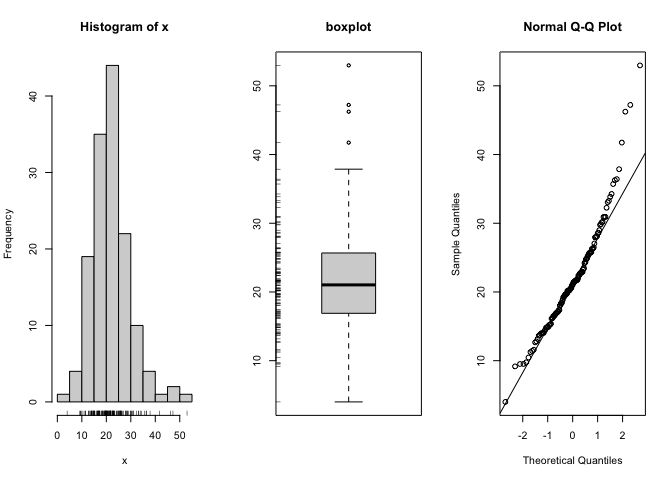 Histogram of x
Frequency
0
10
20
30
40
0 10 20 30 40 50
x
boxplot
10
20
30
40
50
Normal Q-Q Plot
Sample Quantiles
10
20
30
40
50
-2 -1 0 1 2
Theoretical Quantiles